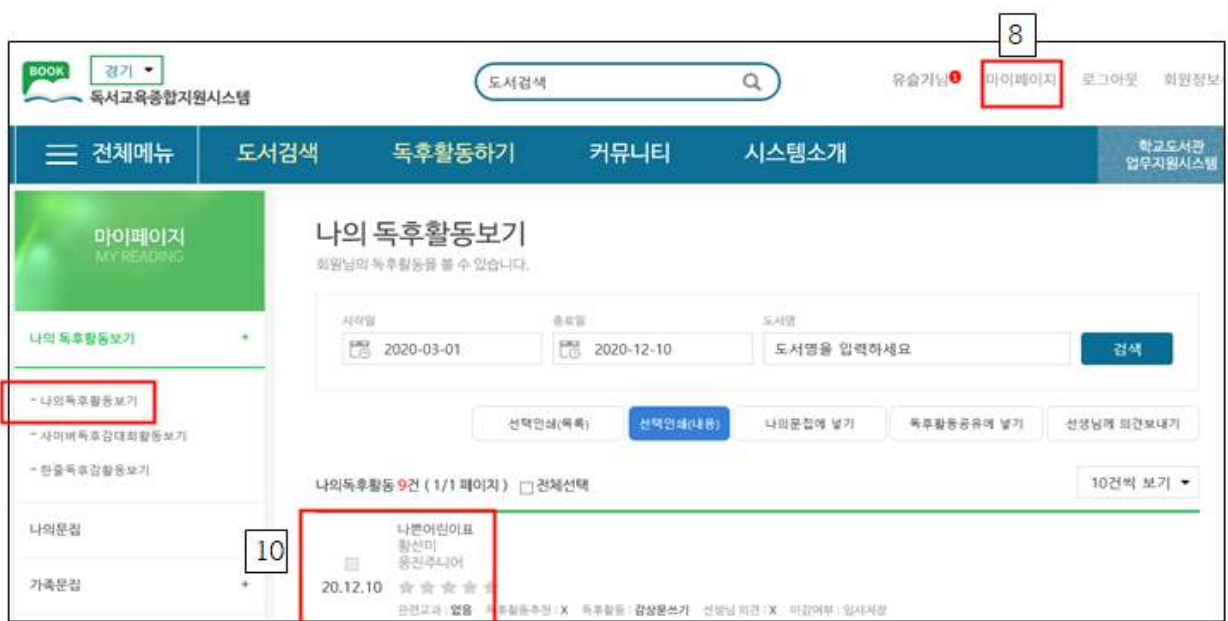 8
BOOK 경기
독서교육종합지원시스템
도서검색
유슬기님 1 마이페이지 로그아웃 회원정보
전체메뉴 도서검색 독후활동하기 커뮤니티 시스템소개
학교도서관
업무지원시스템
마이페이지
MY READING
나의 독후활동보기 +
- 나의독후활동보기
- 사이버독후감대회활동보기
- 한줄독후감활동보기
나의문집
가족문집 +
나의 독후활동보기
회원님의 독후활동을 볼 수 있습니다.
시작일 종료일 도서명
2020-03-01 2020-12-10 도서명을 입력하세요 검색
선택인쇄(목록) 선택인쇄(내용) 나의문집에 넣기 독후활동공유에 넣기 선생님께 의견보내기
나의독후활동 9건 ( 1/1 페이지 ) 전체선택 10건씩 보기
10
나쁜어린이표
황선미
웅진주니어
20.12.10
관련교과 : 없음 독후활동추천 : X 독후활동 : 감상문쓰기 선생님 의견 : X 마감여부 : 임시저장